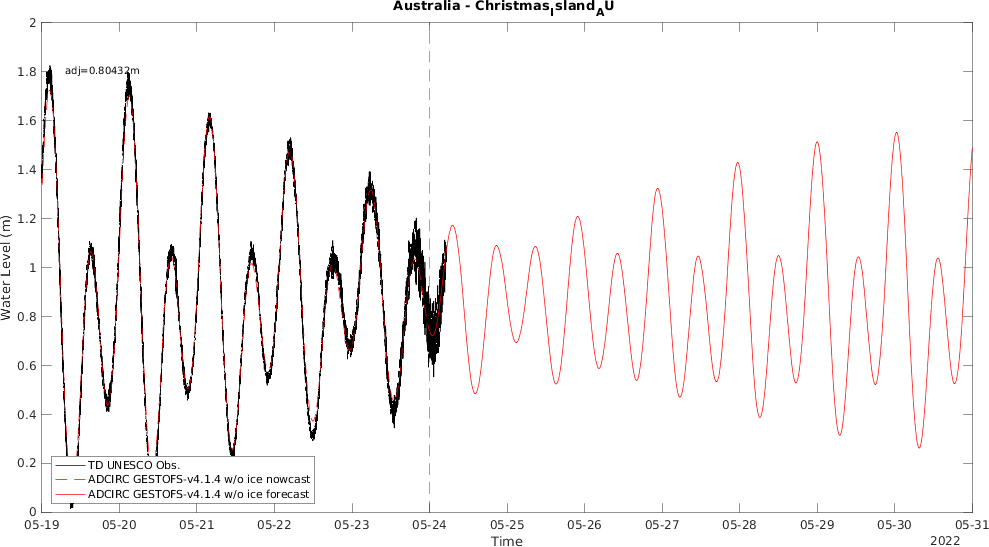 Australia - Christmas_Island_AU
2
1.8
1.6
1.4
1.2
1
0.8
0.6
0.4
0.2
0
Water Level (m)
adj=0.80432m
TD UNESCO Obs.
ADCIRC GESTOFS-v4.1.4 w/o ice nowcast
ADCIRC GESTOFS-v4.1.4 w/o ice forecast
05-19 05-20 05-21 05-22 05-23 05-24 05-25 05-26 05-27 05-28 05-29 05-30 05-31
Time
2022